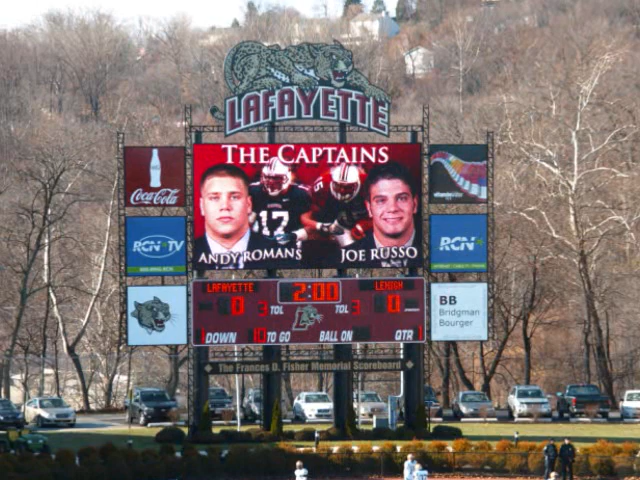 LAFAYETTE
THE CAPTAINS
Coca-Cola
17
ANDY ROMANS
JOE RUSSO
RCN TV
RCN
LAFAYETTE
LEHIGH
0
3 TOL
2:00
TOL 3
0
BB
Bridgman
Bourger
1 DOWN
10 TO GO
BALL ON
QTR 1
The Frances D. Fisher Memorial Scoreboard